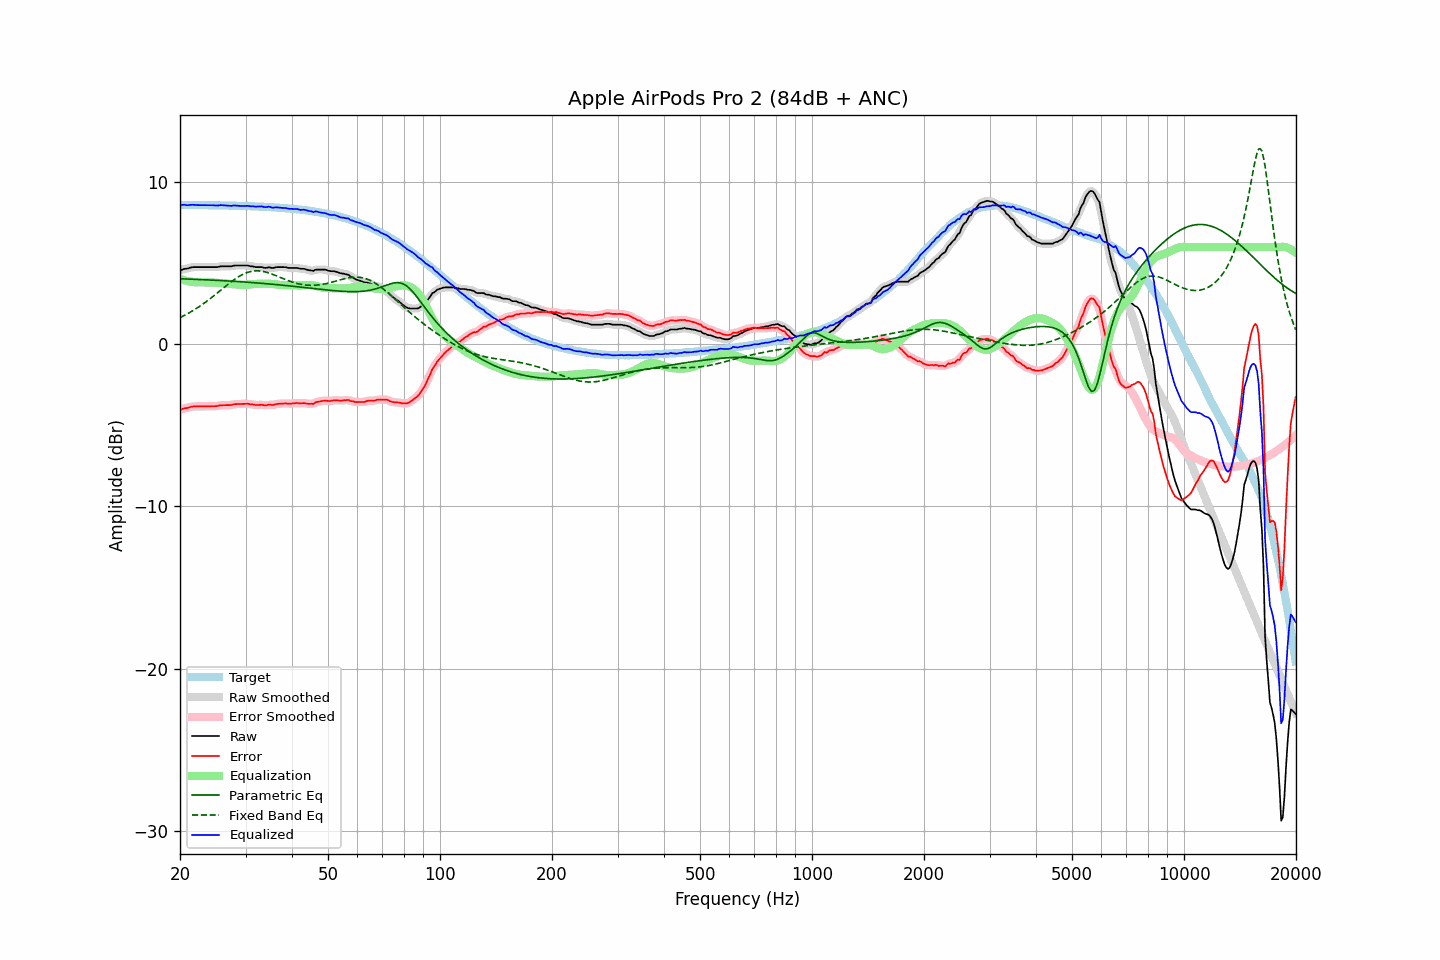 Apple AirPods Pro 2 (84dB + ANC)
Amplitude (dBr)
10
0
−10
−20
−30
Target
Raw Smoothed
Error Smoothed
Raw
Error
Equalization
Parametric Eq
Fixed Band Eq
Equalized
20 50 100 200 500 1000 2000 5000 10000 20000
Frequency (Hz)